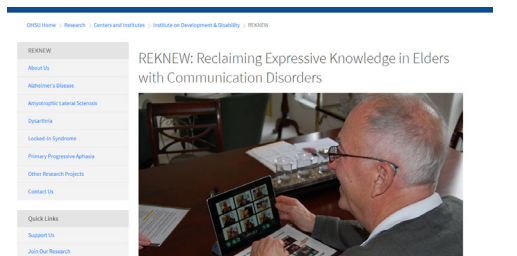 OHSU Home > Research > Centers and Institutes > Institute on Development & Disability > REKNEW
REKNEW
About Us
Alzheimer's Disease
Amyotrophic Lateral Sclerosis
Dysarthria
Locked-in Syndrome
Primary Progressive Aphasia
Other Research Projects
Contact Us
Quick Links
Support Us
Join Our Research
REKNEW: Reclaiming Expressive Knowledge in Elders
with Communication Disorders